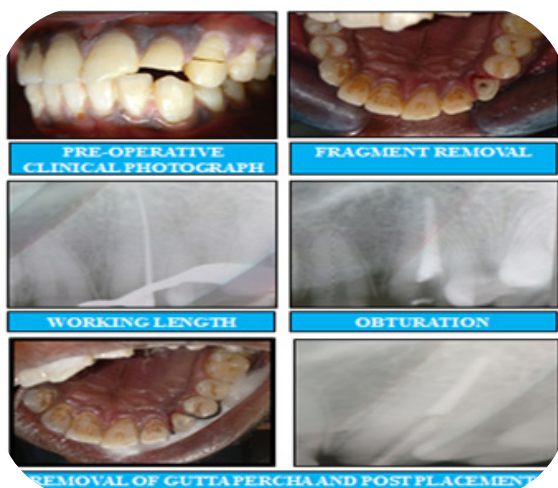 PRE-OPERATIVE
CLINICAL PHOTOGRAPH
FRAGMENT REMOVAL
WORKING LENGTH
OBTURATION
REMOVAL OF GUTTA PERCHA AND POST PLACEMENT